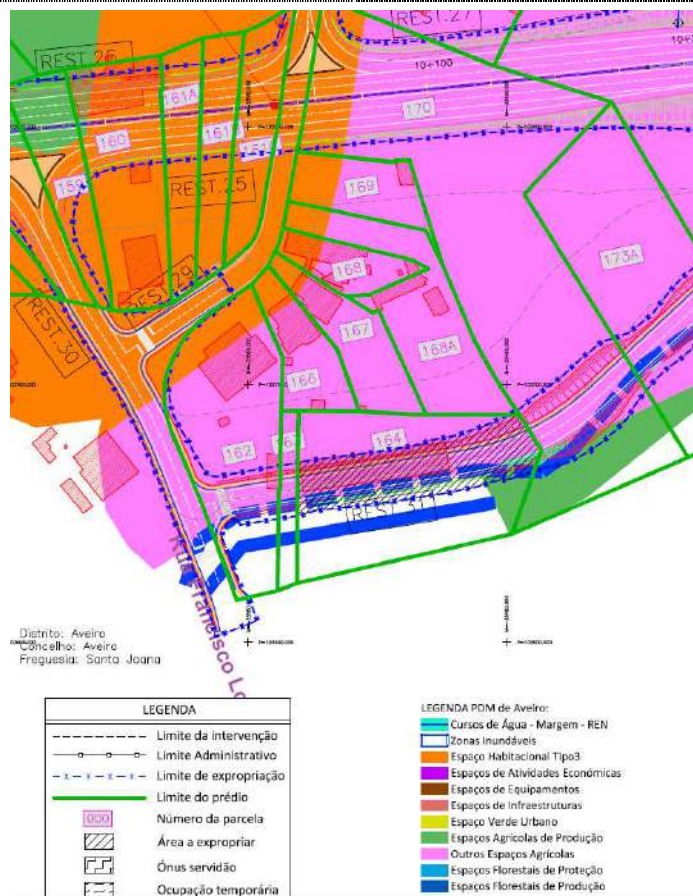 REST.27
REST.26
10+100
161A
170
160
161
151
159
REST.25
169
168
173A
REST.29
REST.30
167
168A
166
162
163
164
REST.31
Rua Francisco Lo
Distrito: Aveiro
Concelho: Aveiro
Freguesia: Santa Joana
LEGENDA
Limite da intervenção
Limite Administrativo
Limite de expropriação
Limite do prédio
000 Número da parcela
Área a expropriar
Ónus servidão
Ocupação temporária
LEGENDA PDM de Aveiro:
Cursos de Água - Margem - REN
Zonas Inundáveis
Espaço Habitacional Tipo3
Espaços de Atividades Económicas
Espaços de Equipamentos
Espaços de Infraestruturas
Espaço Verde Urbano
Espaços Agrícolas de Produção
Outros Espaços Agrícolas
Espaços Florestais de Proteção
Espaços Florestais de Produção